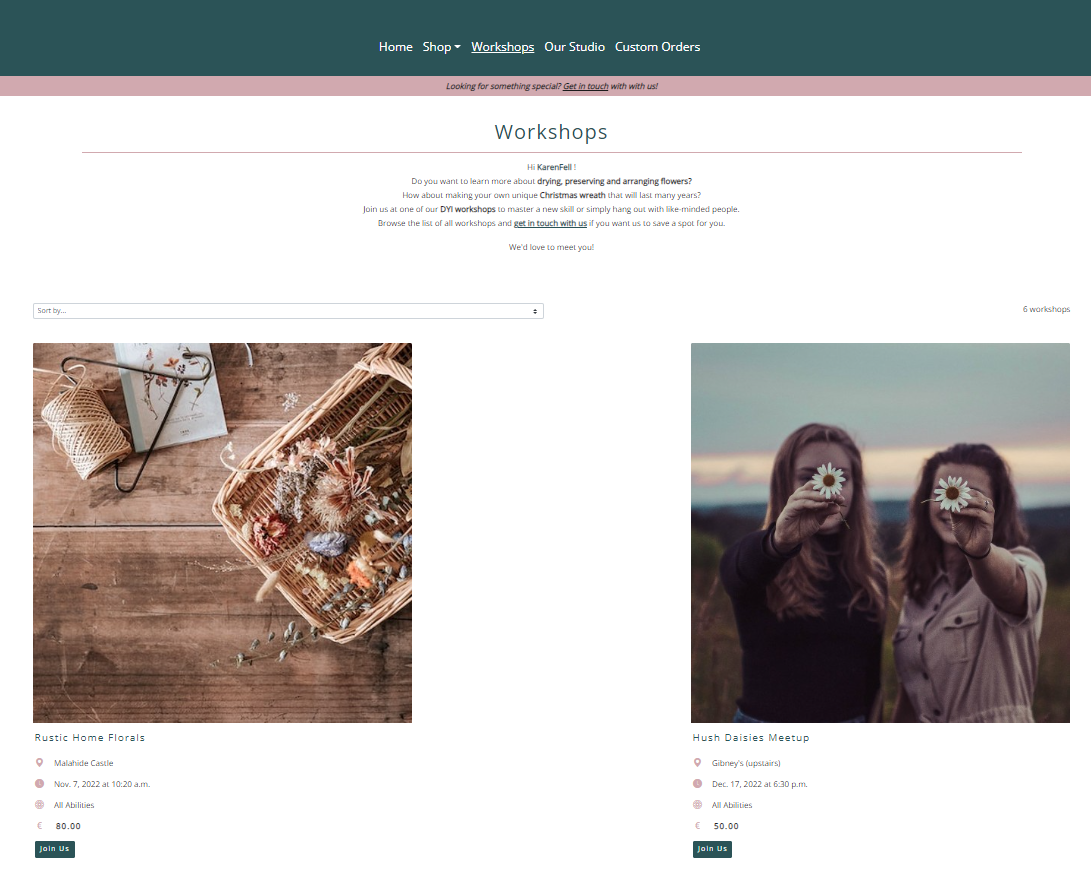 Home Shop Workshops Our Studio Custom Orders
Looking for something special? Get in touch with with us!
Workshops
Hi KarenFell !
Do you want to learn more about drying, preserving and arranging flowers?
How about making your own unique Christmas wreath that will last many years?
Join us at one of our DYI workshops to master a new skill or simply hang out with like-minded people.
Browse the list of all workshops and get in touch with us if you want us to save a spot for you.
We'd love to meet you!
Sort by...
6 workshops
Rustic Home Florals
Malahide Castle
Nov. 7, 2022 at 10:20 a.m.
All Abilities
€ 80.00
Join Us
Hush Daisies Meetup
Gibney's (upstairs)
Dec. 17, 2022 at 6:30 p.m.
All Abilities
€ 50.00
Join Us